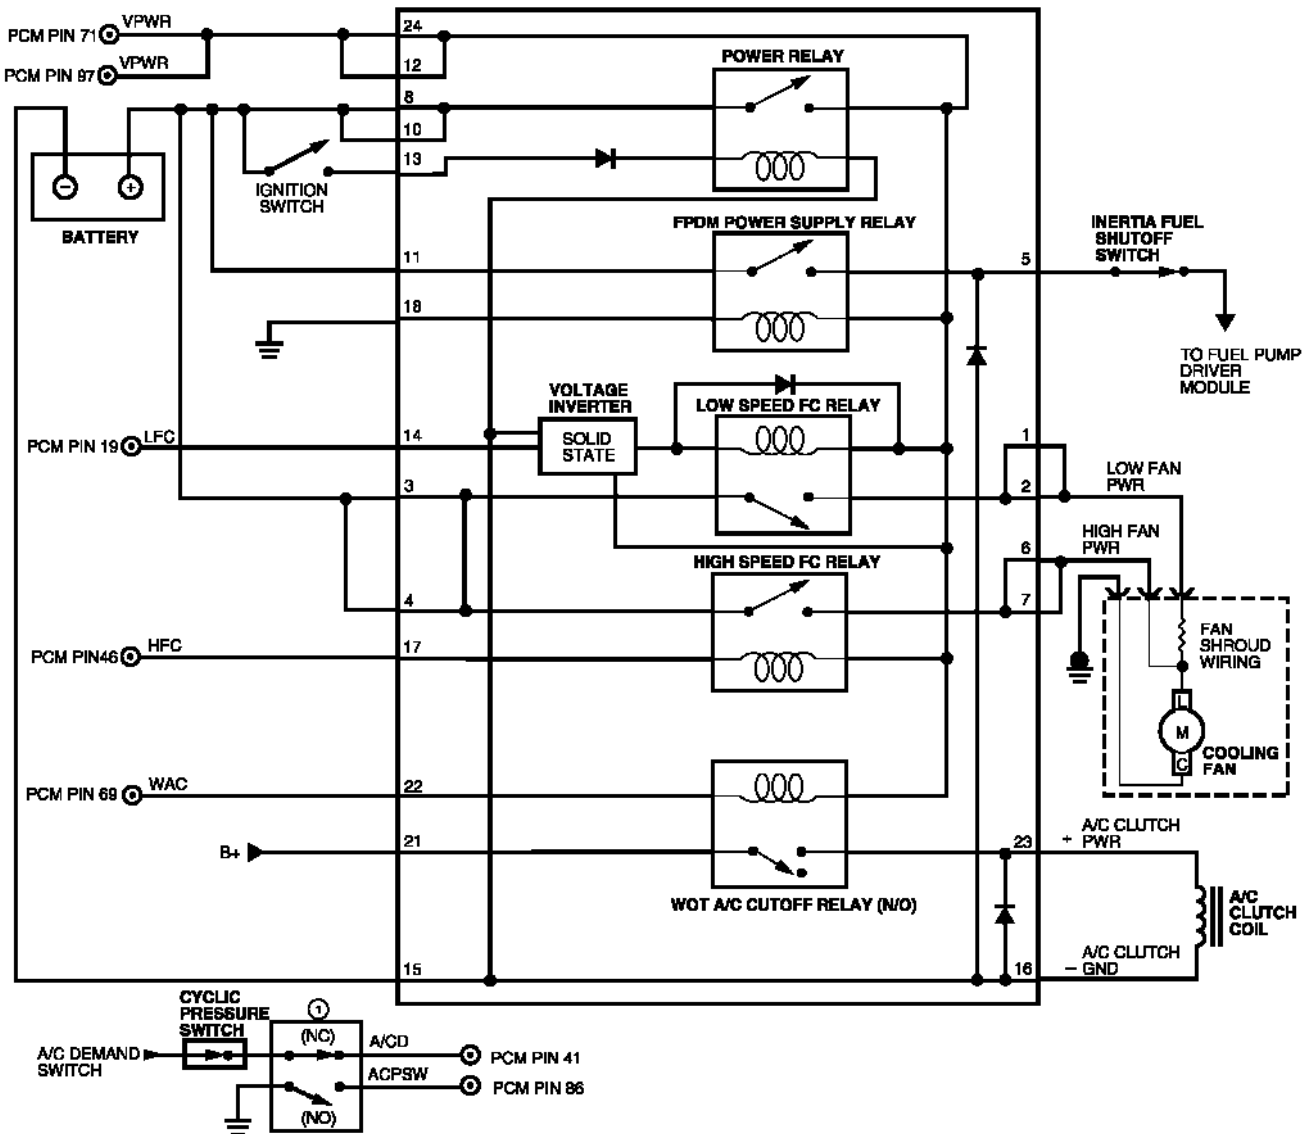 PCM PIN 71 VPWR
PCM PIN 97 VPWR
24
12
8
10
13
POWER RELAY
IGNITION
SWITCH
BATTERY
FPDM POWER SUPPLY RELAY
11
18
5
INERTIA FUEL
SHUTOFF
SWITCH
TO FUEL PUMP
DRIVER
MODULE
VOLTAGE
INVERTER
SOLID
STATE
LOW SPEED FC RELAY
PCM PIN 19 LFC
14
3
1
2
LOW FAN
PWR
HIGH SPEED FC RELAY
4
6
7
HIGH FAN
PWR
PCM PIN46 HFC
17
FAN
SHROUD
WIRING
L
M
C
COOLING
FAN
PCM PIN 69 WAC
22
B+
21
WOT A/C CUTOFF RELAY (N/O)
23
+ A/C CLUTCH
PWR
A/C
CLUTCH
COIL
15
16
A/C CLUTCH
– GND
CYCLIC
PRESSURE
SWITCH
1
(NC)
A/C DEMAND
SWITCH
A/CD
PCM PIN 41
ACPSW
PCM PIN 86
(NO)